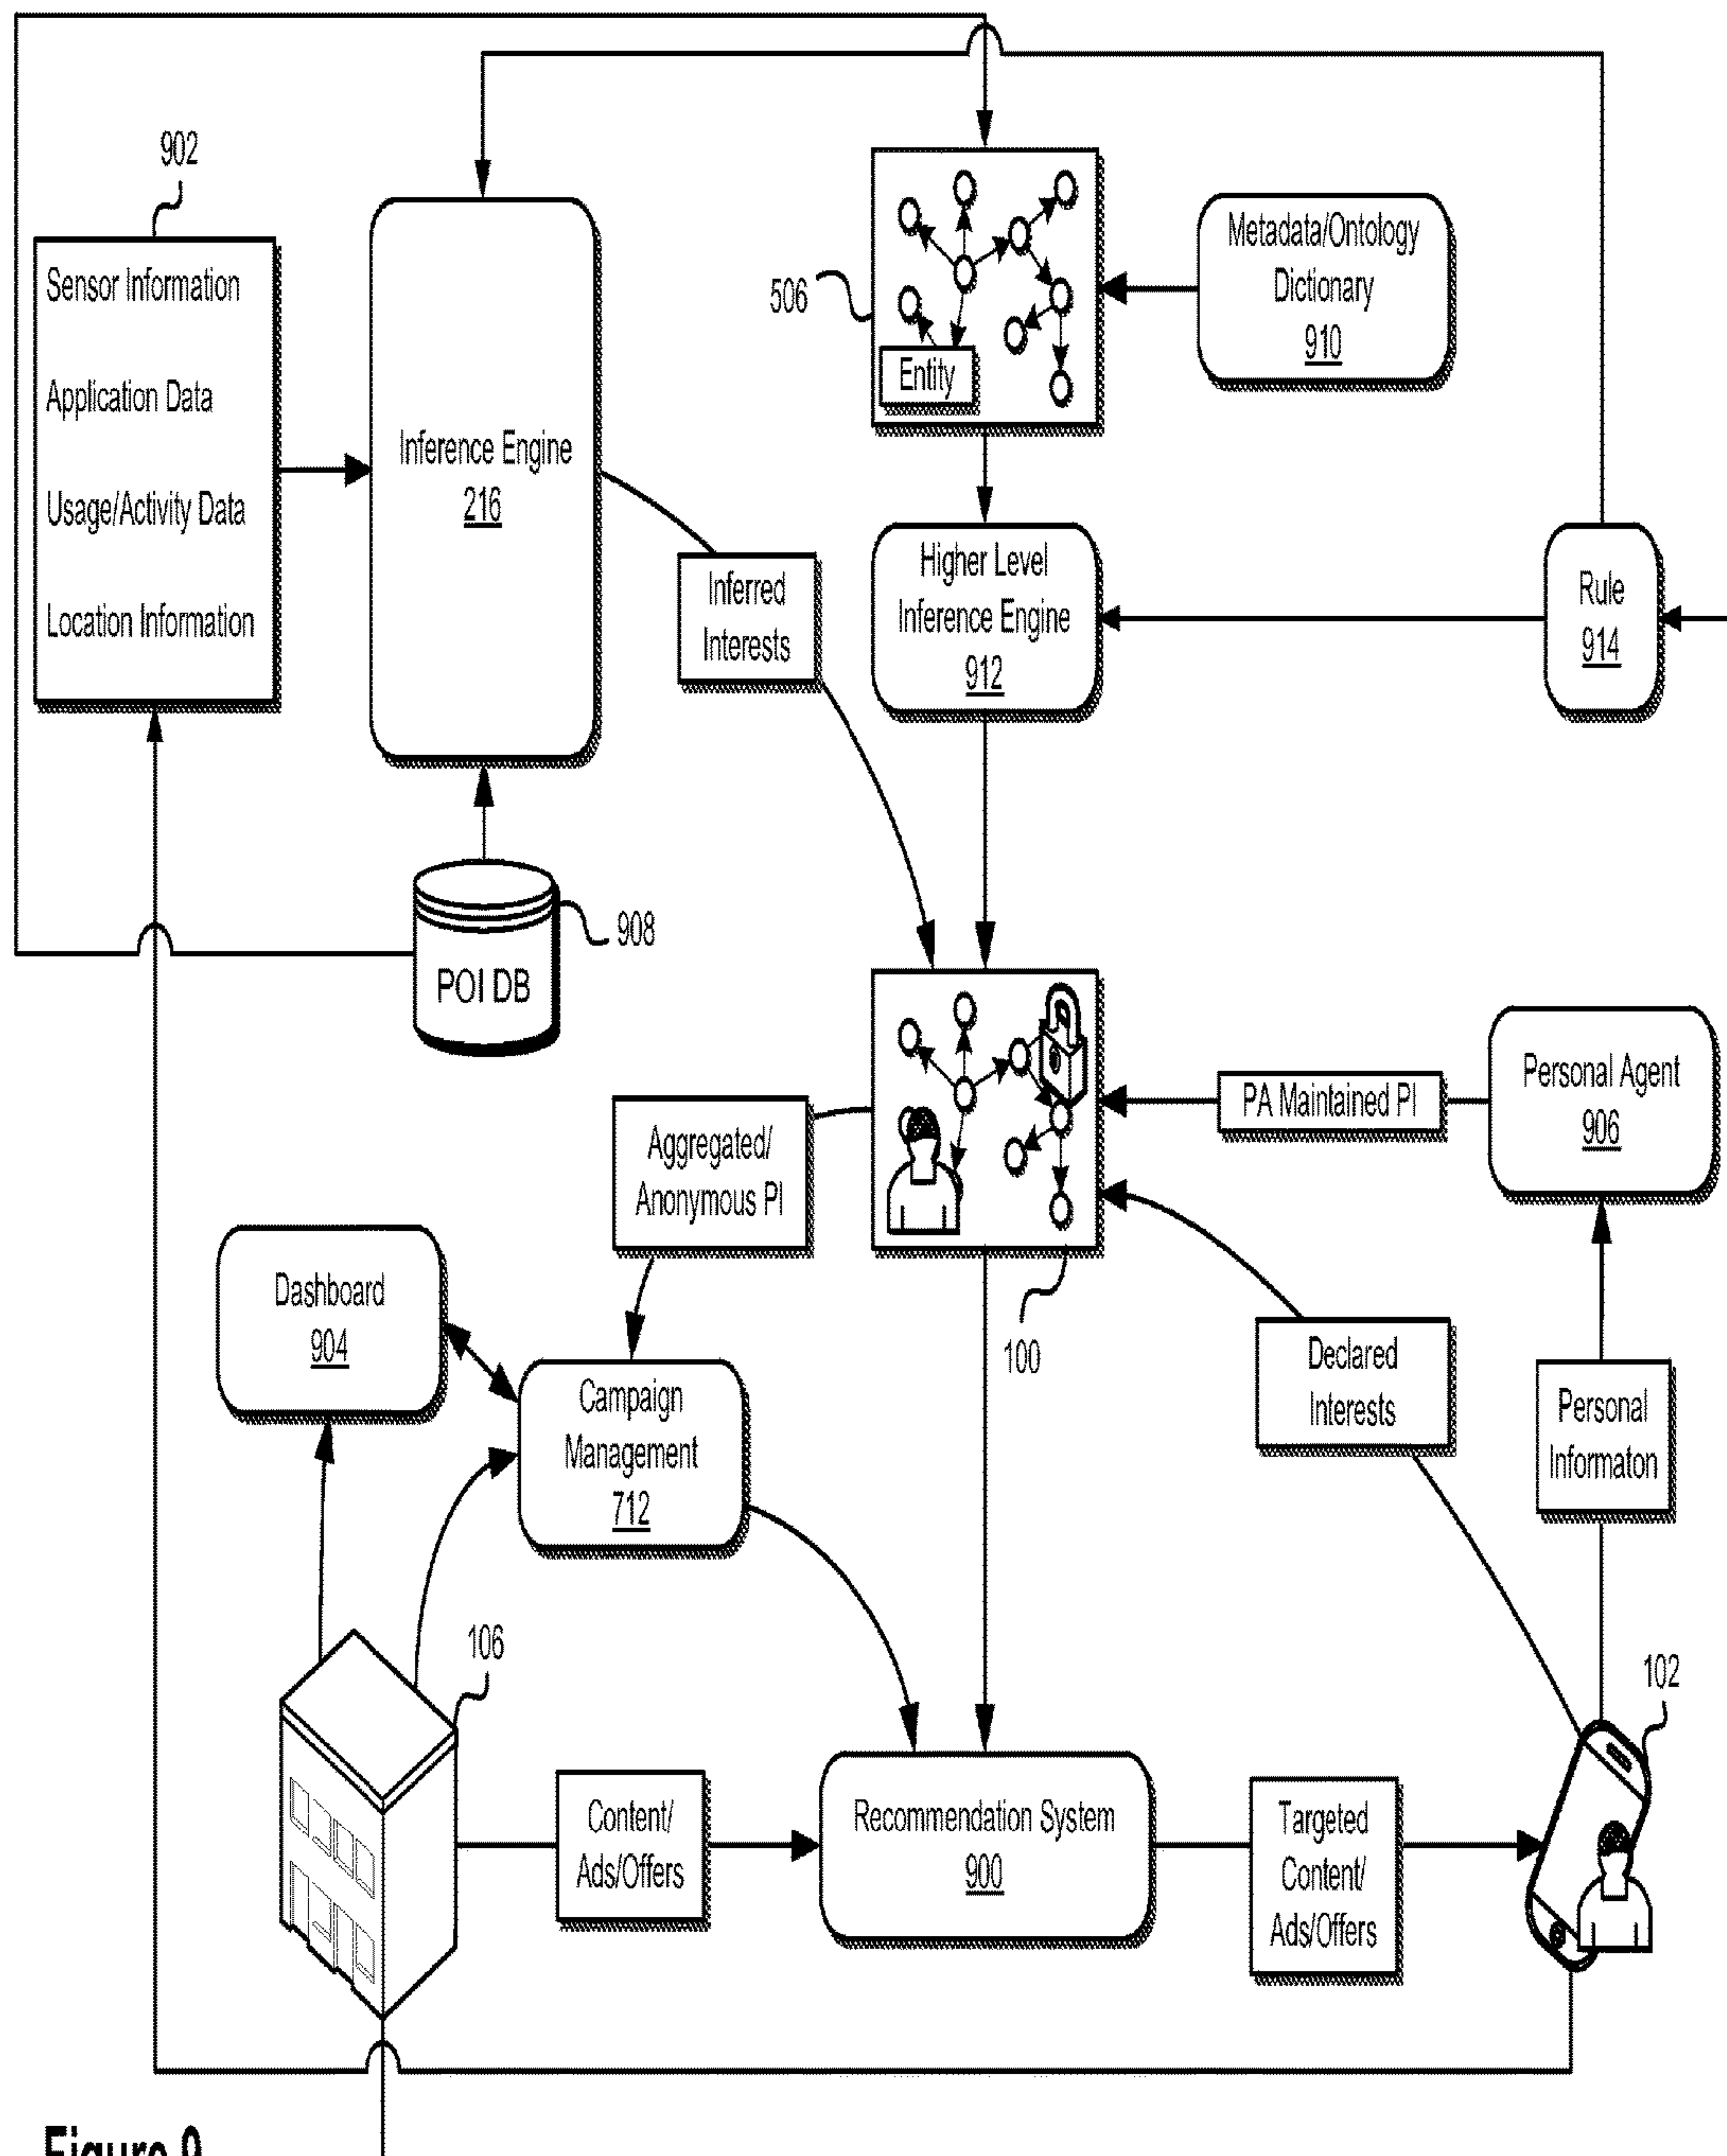 902
Sensor Information
Application Data
Usage/Activity Data
Location Information
Inference Engine
216
506
Entity
Metadata/Ontology
Dictionary
910
Inferred
Interests
Higher Level
Inference Engine
912
Rule
914
POI DB
908
Aggregated/
Anonymous PI
100
PA Maintained PI
Personal Agent
906
Dashboard
904
Campaign
Management
712
Declared
Interests
Personal
Informaton
106
102
Content/
Ads/Offers
Recommendation System
900
Targeted
Content/
Ads/Offers
Figure 9